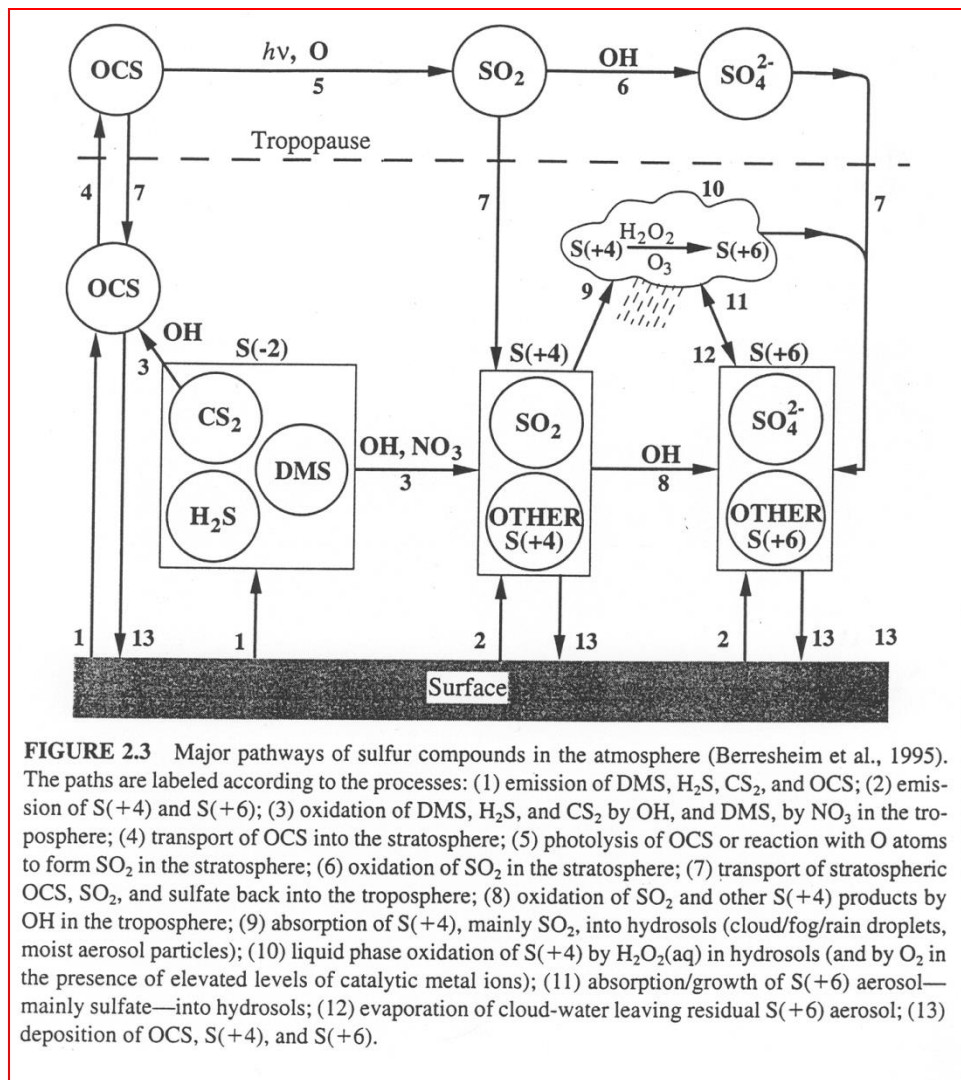 OCS
hν, O
5
SO₂
OH
6
SO₄²⁻
Tropopause
4
7
7
10
7
H₂O₂
S(+4)
S(+6)
O₃
OCS
9
11
OH
S(-2)
3
S(+4)
12
S(+6)
CS₂
SO₂
SO₄²⁻
DMS
OH, NO₃
OH
3
8
H₂S
OTHER
S(+4)
OTHER
S(+6)
1
13
1
2
13
2
13
13
Surface
FIGURE 2.3 Major pathways of sulfur compounds in the atmosphere (Berresheim et al., 1995).
The paths are labeled according to the processes: (1) emission of DMS, H₂S, CS₂, and OCS; (2) emis-
sion of S(+4) and S(+6); (3) oxidation of DMS, H₂S, and CS₂ by OH, and DMS, by NO₃ in the tro-
posphere; (4) transport of OCS into the stratosphere; (5) photolysis of OCS or reaction with O atoms
to form SO₂ in the stratosphere; (6) oxidation of SO₂ in the stratosphere; (7) transport of stratospheric
OCS, SO₂, and sulfate back into the troposphere; (8) oxidation of SO₂ and other S(+4) products by
OH in the troposphere; (9) absorption of S(+4), mainly SO₂, into hydrosols (cloud/fog/rain droplets,
moist aerosol particles); (10) liquid phase oxidation of S(+4) by H₂O₂(aq) in hydrosols (and by O₂ in
the presence of elevated levels of catalytic metal ions); (11) absorption/growth of S(+6) aerosol—
mainly sulfate—into hydrosols; (12) evaporation of cloud-water leaving residual S(+6) aerosol; (13)
deposition of OCS, S(+4), and S(+6).